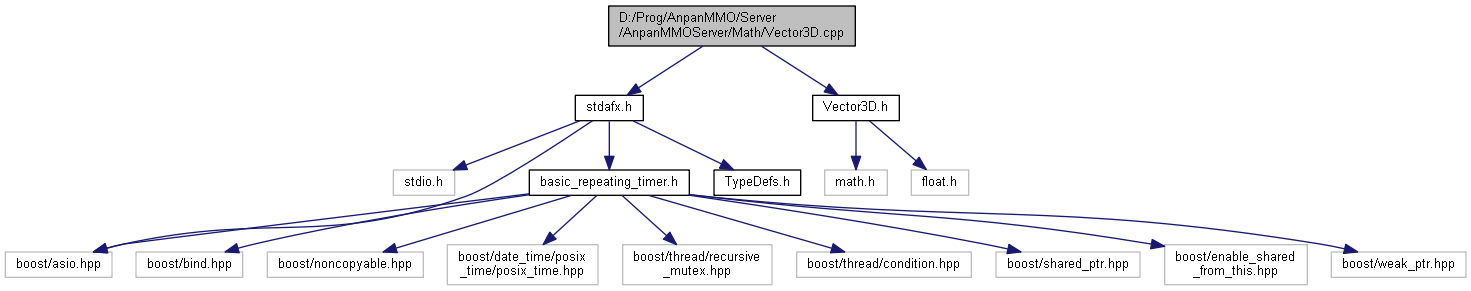 D:/Prog/AnpanMMO/Server
/AnpanMMOServer/Math/Vector3D.cpp
stdafx.h
Vector3D.h
stdio.h
basic_repeating_timer.h
TypeDefs.h
math.h
float.h
boost/asio.hpp
boost/bind.hpp
boost/noncopyable.hpp
boost/date_time/posix
_time/posix_time.hpp
boost/thread/recursive
_mutex.hpp
boost/thread/condition.hpp
boost/shared_ptr.hpp
boost/enable_shared
_from_this.hpp
boost/weak_ptr.hpp